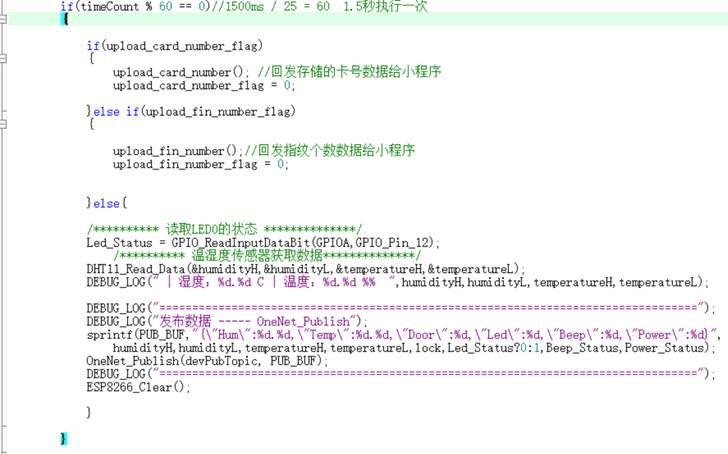 if(timeCount % 60 == 0)//1500ms / 25 = 60  1.5秒执行一次
{
if(upload_card_number_flag)
{
upload_card_number(); //回发存储的卡号数据给小程序
upload_card_number_flag = 0;
}else if(upload_fin_number_flag)
{
upload_fin_number();//回发指纹个数数据给小程序
upload_fin_number_flag = 0;
}else{
/********** 读取LED0的状态 **************/
Led_Status = GPIO_ReadInputDataBit(GPIOA,GPIO_Pin_12);
/********** 温湿度传感器获取数据**************/
DHT11_Read_Data(&humidityH,&humidityL,&temperatureH,&temperatureL);
DEBUG_LOG(" | 湿度：%d.%d C | 温度：%d.%d %%  ",humidityH,humidityL,temperatureH,temperatureL);
DEBUG_LOG("==================================================================================");
DEBUG_LOG("发布数据 ----- OneNet_Publish");
sprintf(PUB_BUF,"{\"Hum\":%d.%d,\"Temp\":%d.%d,\"Door\":%d,\"Led\":%d,\"Beep\":%d,\"Power\":%d}",
humidityH,humidityL,temperatureH,temperatureL,lock,Led_Status?0:1,Beep_Status,Power_Status);
OneNet_Publish(devPubTopic, PUB_BUF);
DEBUG_LOG("==================================================================================");
ESP8266_Clear();
}
}